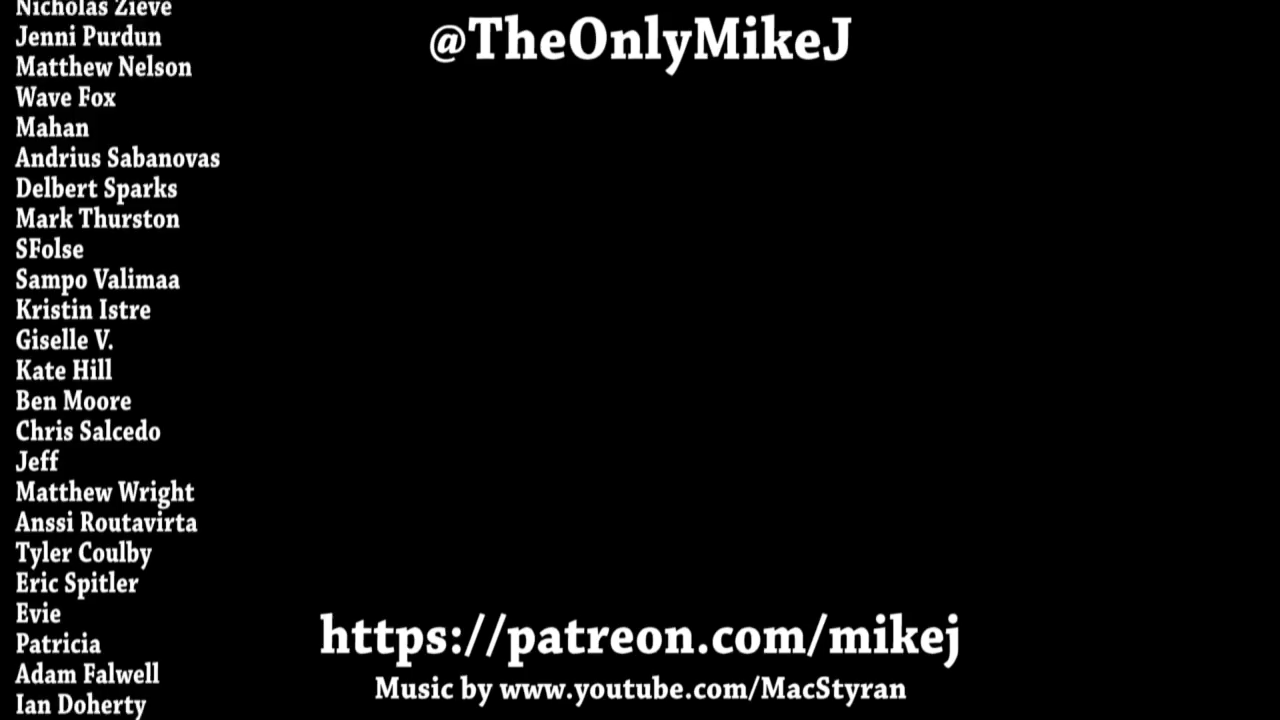 Nicholas Zieve
Jenni Purdun
Matthew Nelson
Wave Fox
Mahan
Andrius Sabanovas
Delbert Sparks
Mark Thurston
SFolse
Sampo Valimaa
Kristin Istre
Giselle V.
Kate Hill
Ben Moore
Chris Salcedo
Jeff
Matthew Wright
Anssi Routavirta
Tyler Coulby
Eric Spitler
Evie
Patricia
Adam Falwell
Ian Doherty
@TheOnlyMikeJ
https://patreon.com/mikej
Music by www.youtube.com/MacStyran